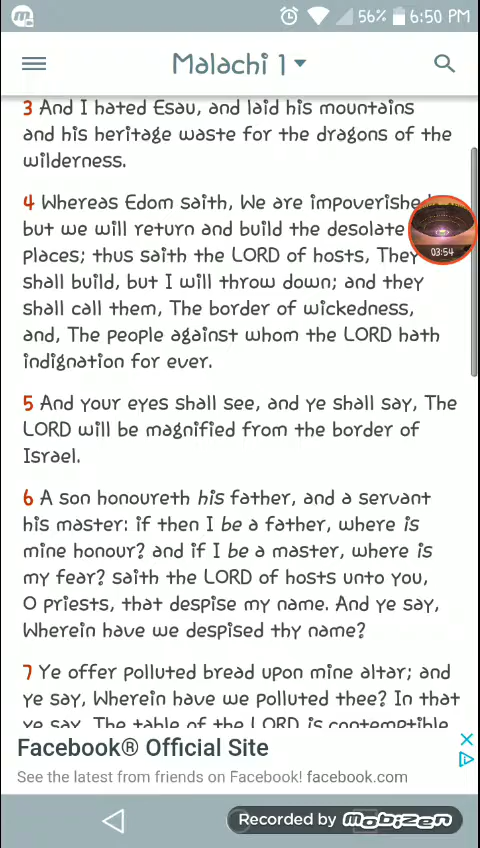 56% 6:50 PM
Malachi 1
3 And I hated Esau, and laid his mountains
and his heritage waste for the dragons of the
wilderness.
4 Whereas Edom saith, We are impoverished
but we will return and build the desolate
places; thus saith the LORD of hosts, They
03:54
shall build, but I will throw down; and they
shall call them, The border of wickedness,
and, The people against whom the LORD hath
indignation for ever.
5 And your eyes shall see, and ye shall say, The
LORD will be magnified from the border of
Israel.
6 A son honoureth his father, and a servant
his master: if then I be a father, where is
mine honour? and if I be a master, where is
my fear? saith the LORD of hosts unto you,
O priests, that despise my name. And ye say,
Wherein have we despised thy name?
7 Ye offer polluted bread upon mine altar; and
ye say, Wherein have we polluted thee? In that
ye say, The table of the LORD is contemptible
Facebook® Official Site
See the latest from friends on Facebook! facebook.com
Recorded by mobizen